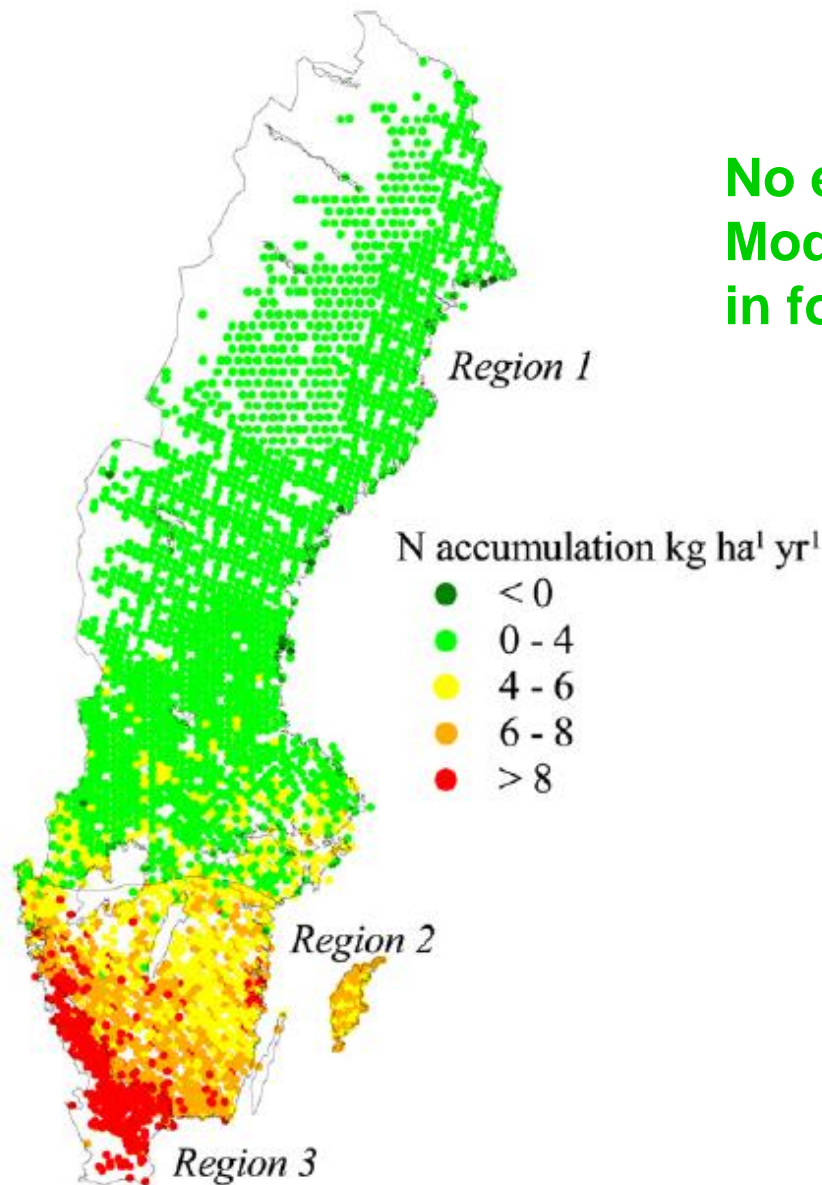 No e
in fo
Region 1
N accumulation kg ha¹ yr¹
< 0
0 - 4
4 - 6
6 - 8
> 8
Region 2
Region 3